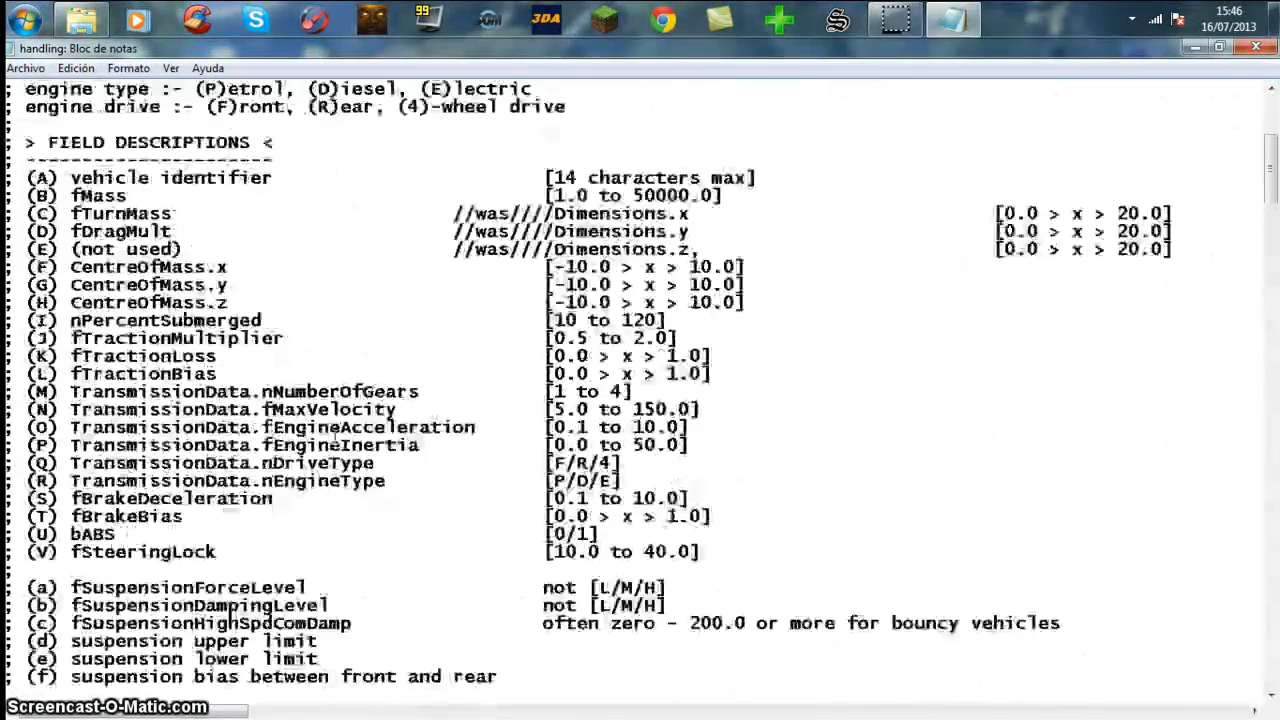 99
3DA
15:46
16/07/2013
handling: Bloc de notas
Archivo Edición Formato Ver Ayuda
; engine type :- (P)etrol, (D)iesel, (E)lectric
; engine drive :- (F)ront, (R)ear, (4)-wheel drive
;
; > FIELD DESCRIPTIONS <
; ----------------------
; (A) vehicle identifier [14 characters max]
; (B) fMass [1.0 to 50000.0]
; (C) fTurnMass //was////Dimensions.x [0.0 > x > 20.0]
; (D) fDragMult //was////Dimensions.y [0.0 > x > 20.0]
; (E) (not used) //was////Dimensions.z, [0.0 > x > 20.0]
; (F) CentreOfMass.x [-10.0 > x > 10.0]
; (G) CentreOfMass.y [-10.0 > x > 10.0]
; (H) CentreOfMass.z [-10.0 > x > 10.0]
; (I) nPercentSubmerged [10 to 120]
; (J) fTractionMultiplier [0.5 to 2.0]
; (K) fTractionLoss [0.0 > x > 1.0]
; (L) fTractionBias [0.0 > x > 1.0]
; (M) TransmissionData.nNumberOfGears [1 to 4]
; (N) TransmissionData.fMaxVelocity [5.0 to 150.0]
; (O) TransmissionData.fEngineAcceleration [0.1 to 10.0]
; (P) TransmissionData.fEngineInertia [0.0 to 50.0]
; (Q) TransmissionData.nDriveType [F/R/4]
; (R) TransmissionData.nEngineType [P/D/E]
; (S) fBrakeDeceleration [0.1 to 10.0]
; (T) fBrakeBias [0.0 > x > 1.0]
; (U) bABS [0/1]
; (V) fSteeringLock [10.0 to 40.0]
;
; (a) fSuspensionForceLevel not [L/M/H]
; (b) fSuspensionDampingLevel not [L/M/H]
; (c) fSuspensionHighSpdComDamp often zero - 200.0 or more for bouncy vehicles
; (d) suspension upper limit
; (e) suspension lower limit
; (f) suspension bias between front and rear
Screencast-O-Matic.com